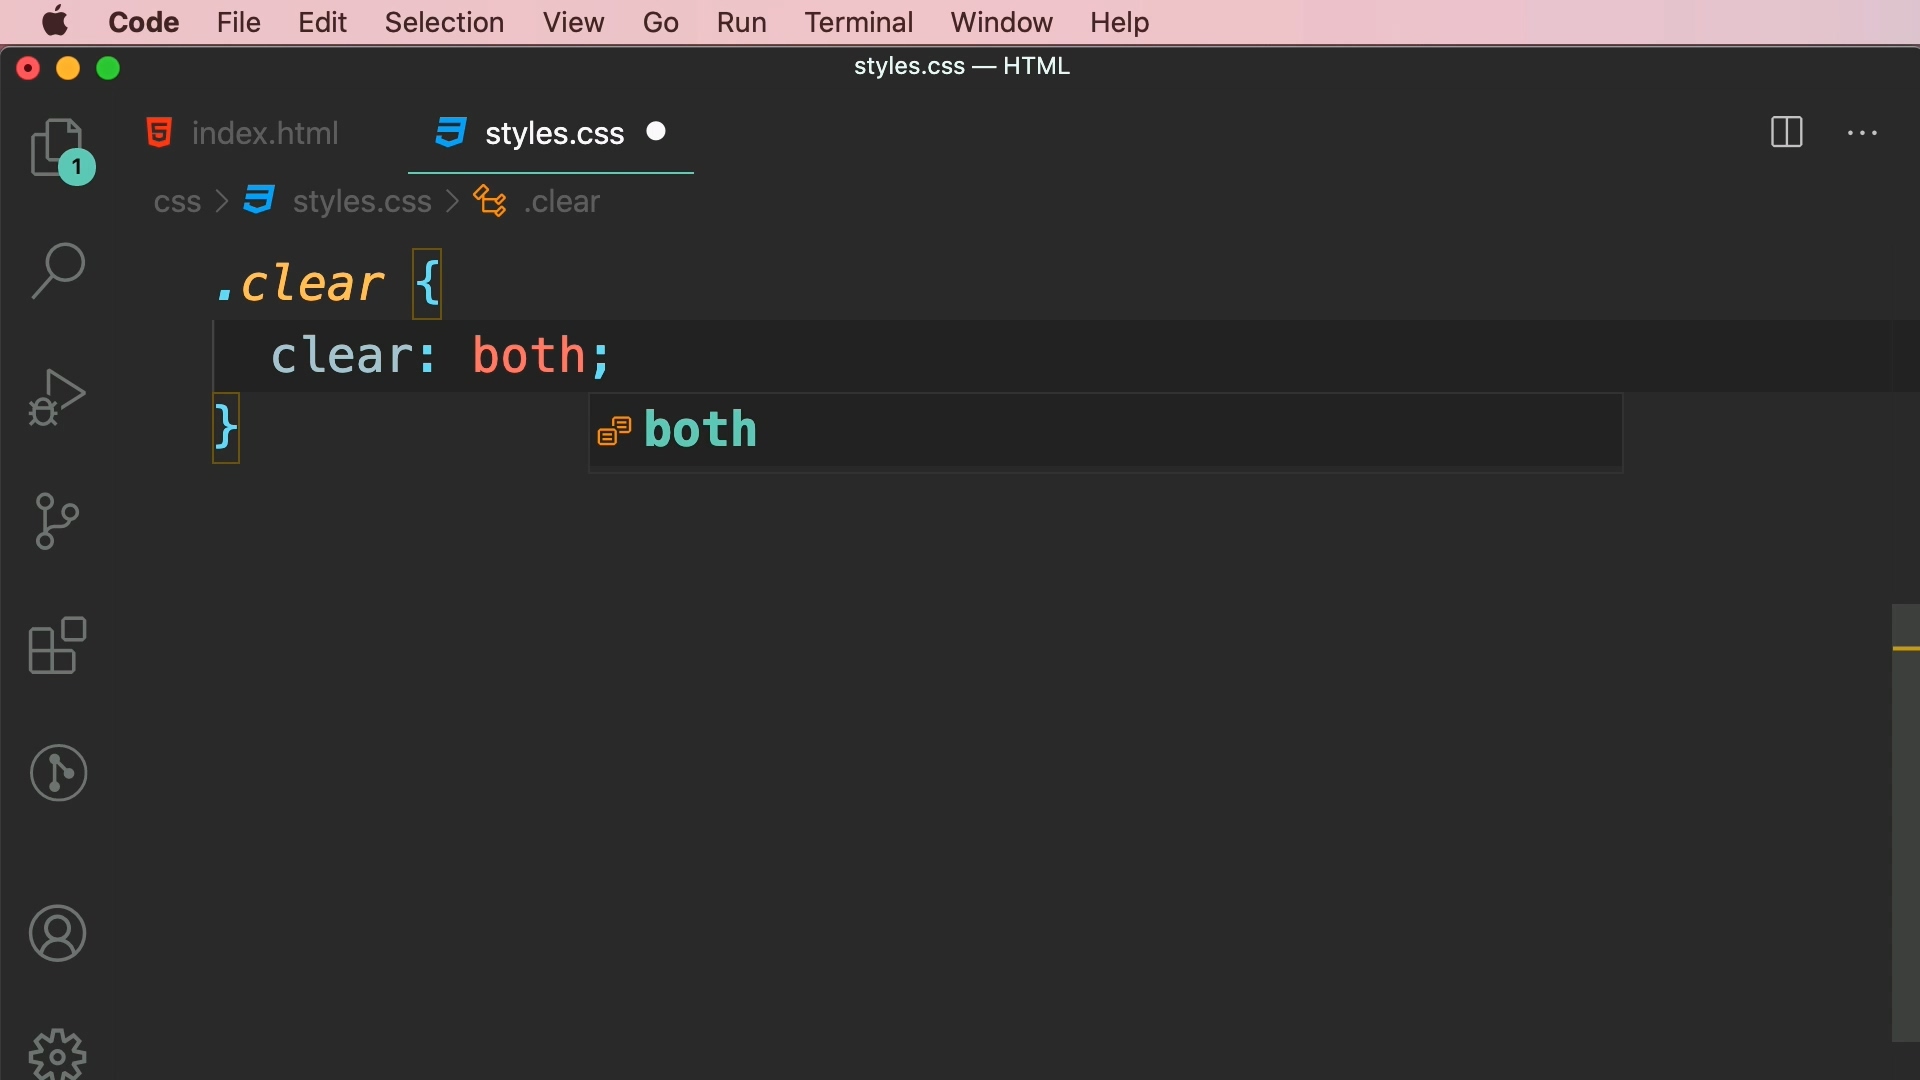 Code File Edit Selection View Go Run Terminal Window Help
styles.css — HTML
1
index.html styles.css
css > styles.css > .clear
.clear {
clear: both;
}
both